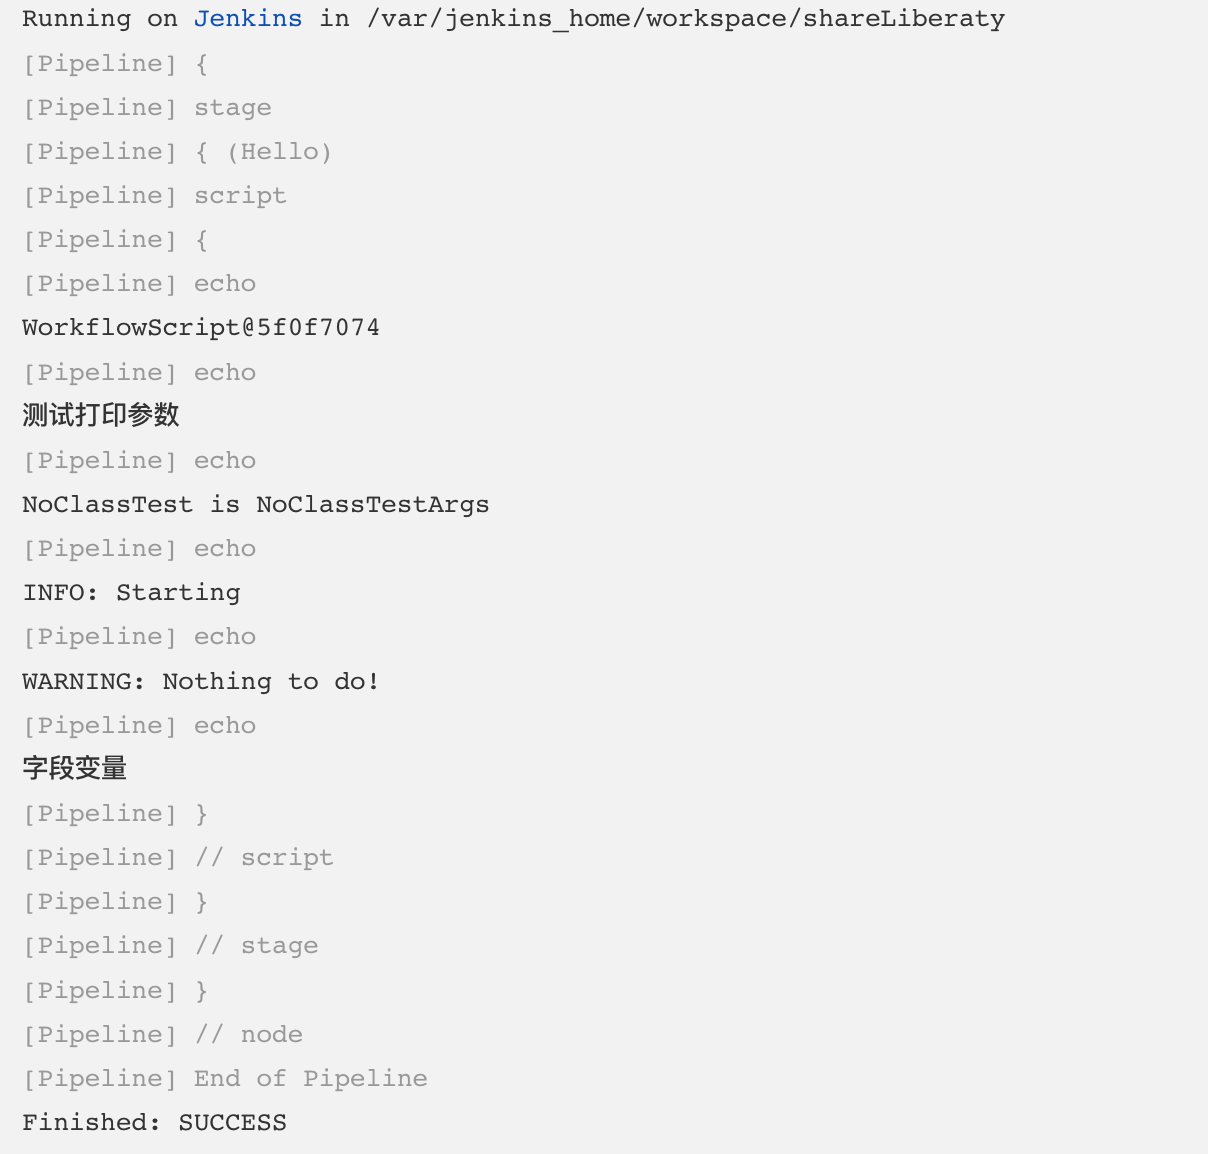 Running on Jenkins in /var/jenkins_home/workspace/shareLiberaty
[Pipeline] {
[Pipeline] stage
[Pipeline] { (Hello)
[Pipeline] script
[Pipeline] {
[Pipeline] echo
WorkflowScript@5f0f7074
[Pipeline] echo
测试打印参数
[Pipeline] echo
NoClassTest is NoClassTestArgs
[Pipeline] echo
INFO: Starting
[Pipeline] echo
WARNING: Nothing to do!
[Pipeline] echo
字段变量
[Pipeline] }
[Pipeline] // script
[Pipeline] }
[Pipeline] // stage
[Pipeline] }
[Pipeline] // node
[Pipeline] End of Pipeline
Finished: SUCCESS